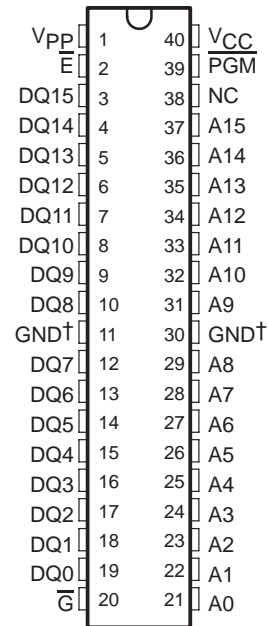 VPP 1 40 VCC
E̅ 2 39 P̅G̅M̅
DQ15 3 38 NC
DQ14 4 37 A15
DQ13 5 36 A14
DQ12 6 35 A13
DQ11 7 34 A12
DQ10 8 33 A11
DQ9 9 32 A10
DQ8 10 31 A9
GND† 11 30 GND†
DQ7 12 29 A8
DQ6 13 28 A7
DQ5 14 27 A6
DQ4 15 26 A5
DQ3 16 25 A4
DQ2 17 24 A3
DQ1 18 23 A2
DQ0 19 22 A1
G̅ 20 21 A0